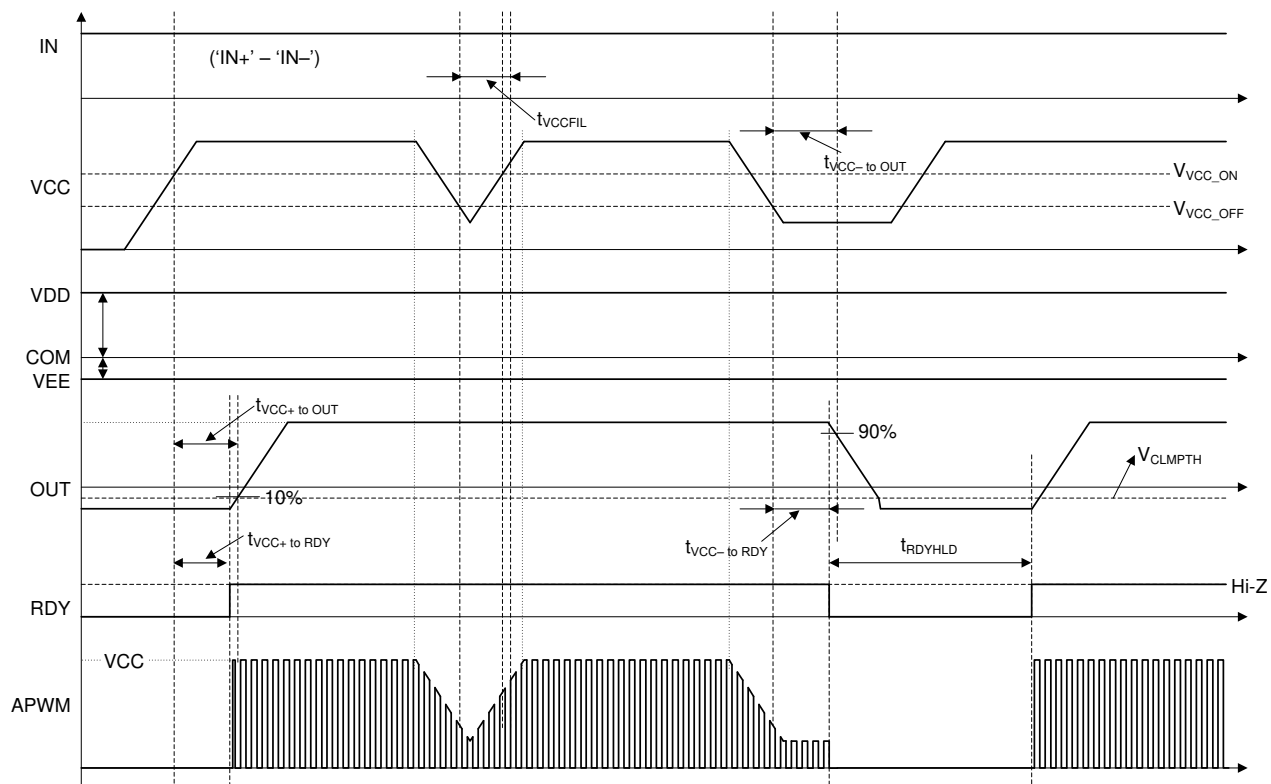 IN
('IN+' – 'IN–')
tVCCFIL
tVCC– to OUT
VCC
VVCC_ON
VVCC_OFF
VDD
COM
VEE
tVCC+ to OUT
90%
VCLMPTH
OUT
10%
tVCC+ to RDY
tVCC– to RDY
tRDYHLD
Hi-Z
RDY
VCC
APWM